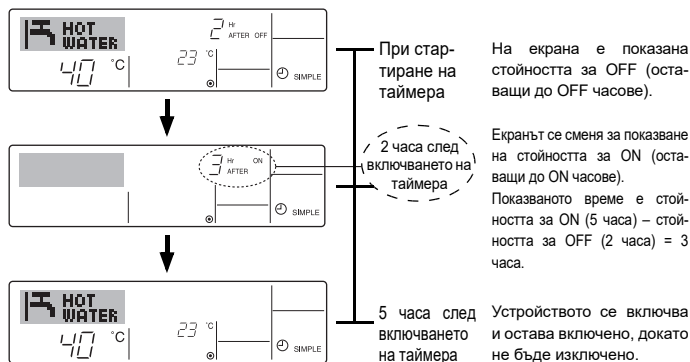 HOT
WATER
40 °C
2 Hr
AFTER OFF
23 °C
SIMPLE
При стар-
тиране на
таймера
На екрана е показана
стойността за OFF (оста-
ващи до OFF часове).
3 Hr ON
AFTER
SIMPLE
2 часа след
включването на
таймера
Екранът се сменя за показване
на стойността за ON (оста-
ващи до ON часове).
Показваното време е стой-
ността за ON (5 часа) – стой-
ността за OFF (2 часа) = 3
часа.
HOT
WATER
40 °C
23 °C
SIMPLE
5 часа след
включването
на таймера
Устройството се включва
и остава включено, докато
не бъде изключено.